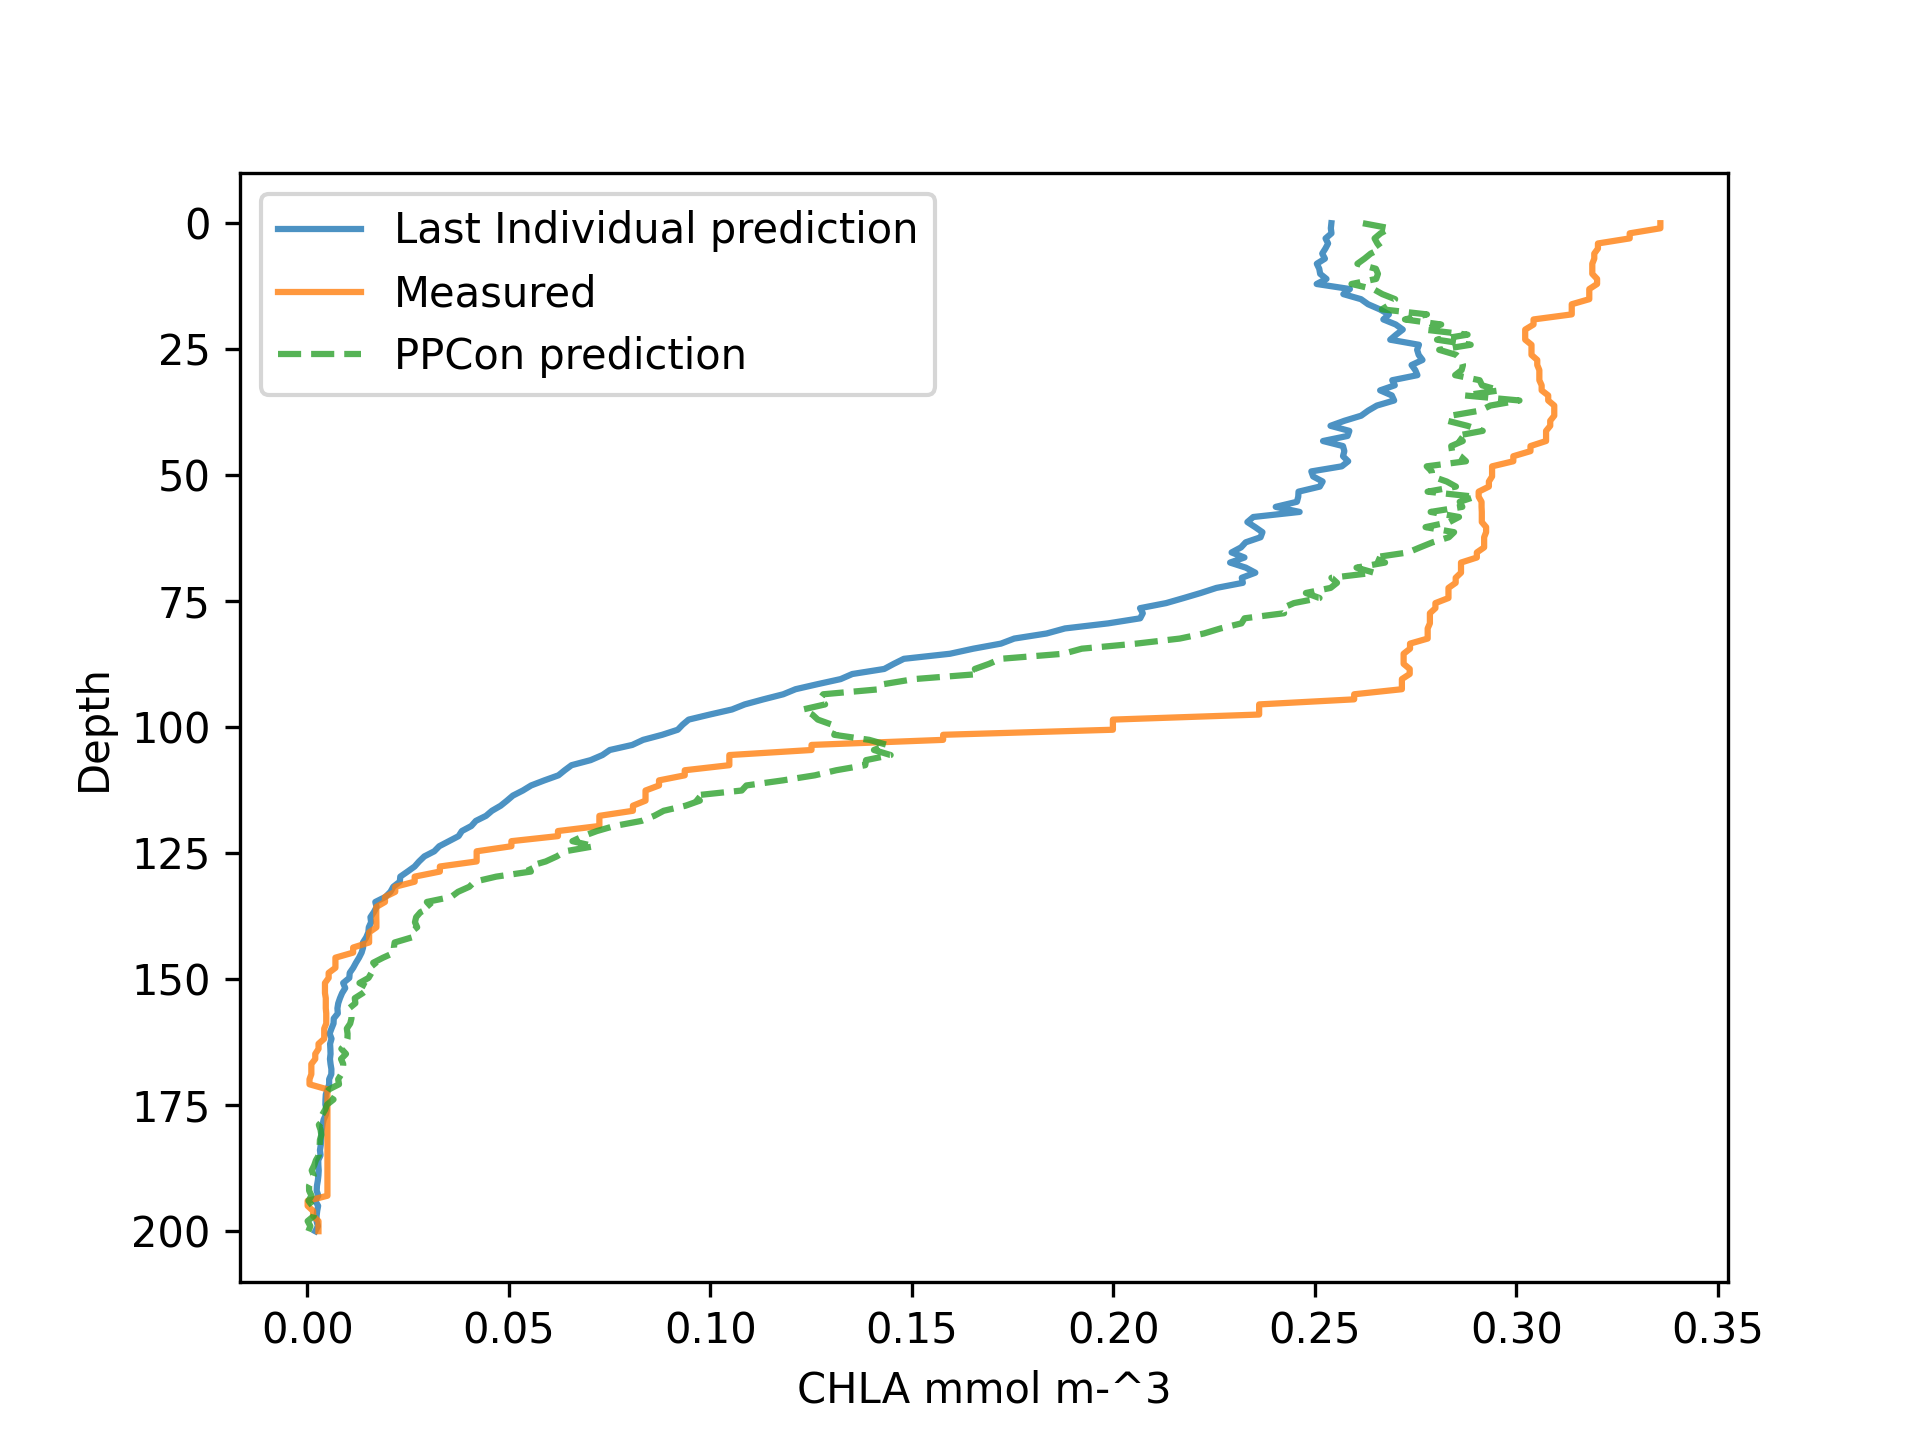 Last Individual prediction
Measured
PPCon prediction
0
25
50
75
100
125
150
175
200
Depth
0.00 0.05 0.10 0.15 0.20 0.25 0.30 0.35
CHLA mmol m-^3